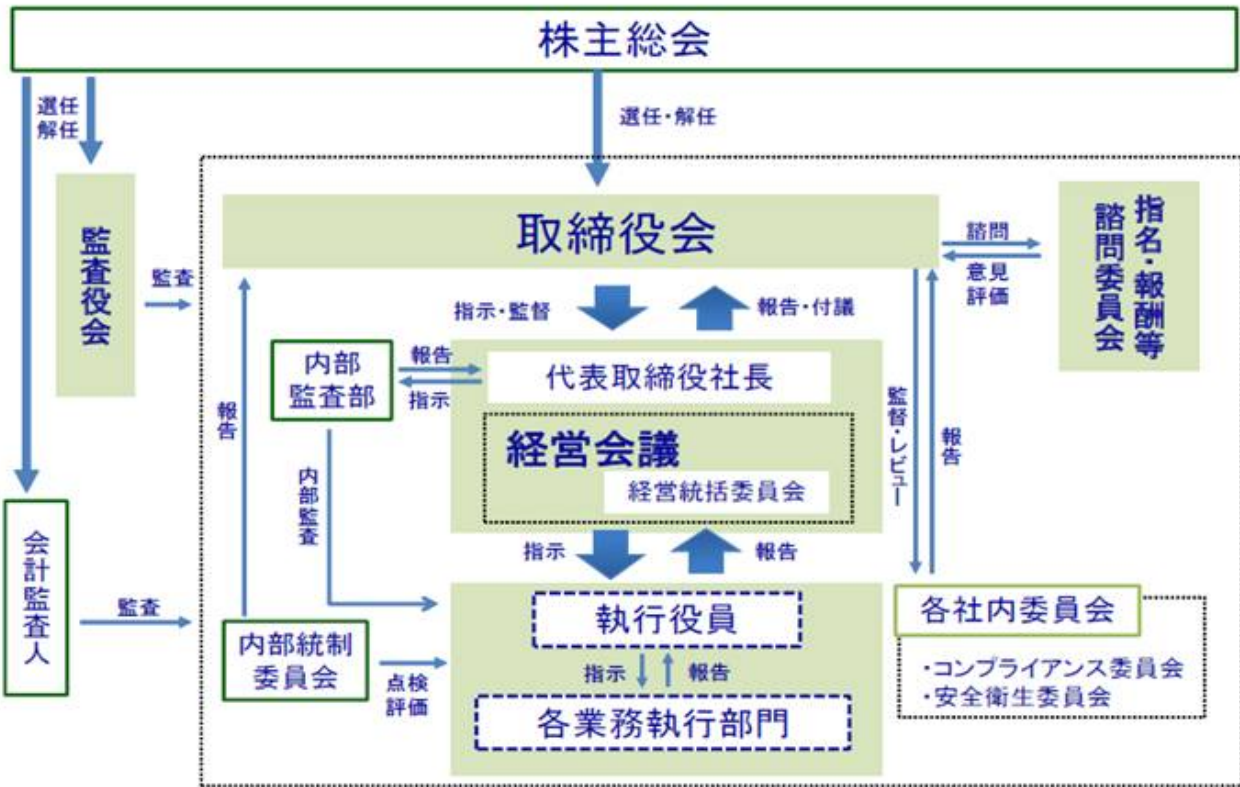 株主総会
選任
解任
選任・解任
監査役会
監査
取締役会
諮問
意見
評価
指名・報酬等
諮問委員会
指示・監督
報告・付議
内部
監査部
報告
指示
代表取締役社長
経営会議
経営統括委員会
報告
内部監査
監督・レビュー
報告
指示
報告
会計監査人
監査
内部統制
委員会
点検
評価
執行役員
指示
報告
各業務執行部門
各社内委員会
・コンプライアンス委員会
・安全衛生委員会